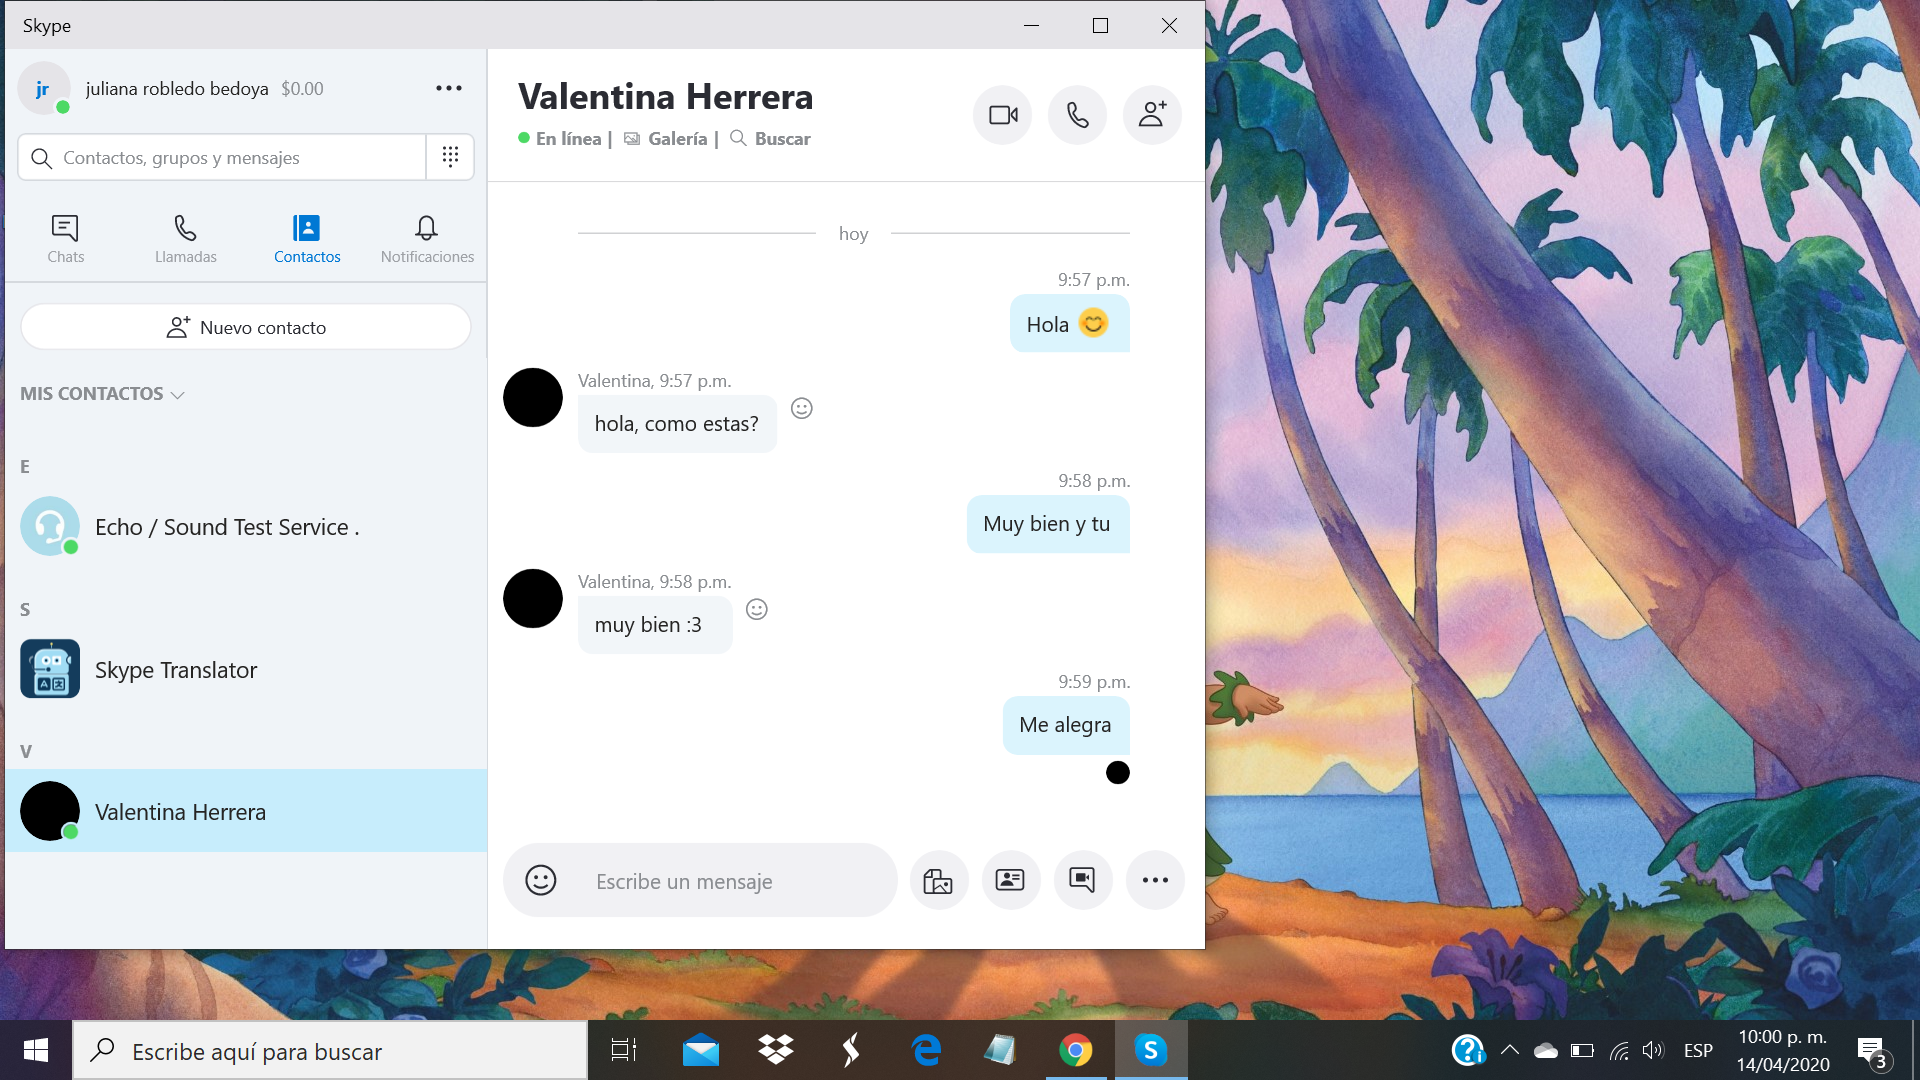 Skype
jr
juliana robledo bedoya $0.00
Contactos, grupos y mensajes
Chats
Llamadas
Contactos
Notificaciones
Nuevo contacto
MIS CONTACTOS
E
Echo / Sound Test Service .
S
Skype Translator
V
Valentina Herrera
Valentina Herrera
En línea | Galería | Buscar
hoy
9:57 p.m.
Hola
Valentina, 9:57 p.m.
hola, como estas?
9:58 p.m.
Muy bien y tu
Valentina, 9:58 p.m.
muy bien :3
9:59 p.m.
Me alegra
Escribe un mensaje
Escribe aquí para buscar
ESP
10:00 p. m.
14/04/2020
3